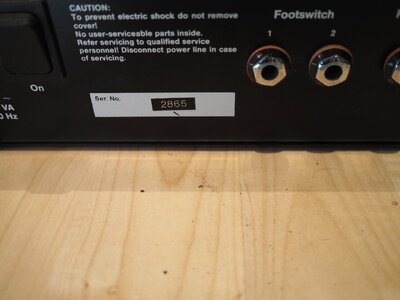 CAUTION:
To prevent electric shock do not remove
cover!
No user-serviceable parts inside.
Refer servicing to qualified service
personnel! Disconnect power line in case
of servicing.
Footswitch
1 2
On
~
VA
0 Hz
Ser. No. 2865